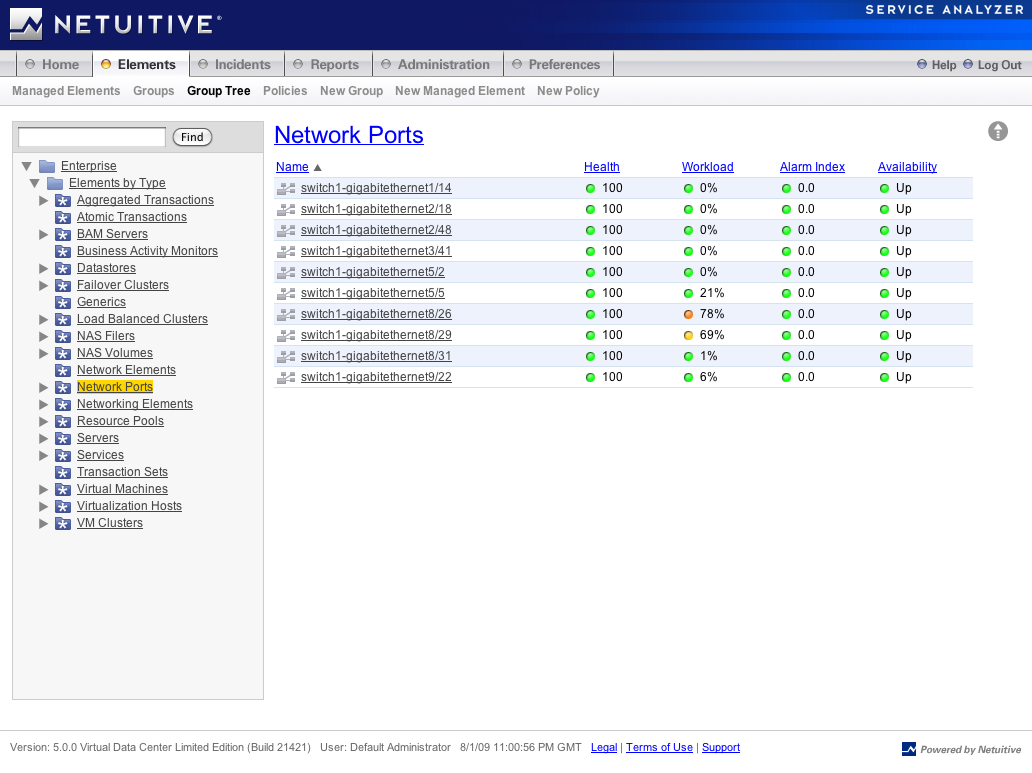 NETUITIVE®
SERVICE ANALYZER
Home Elements Incidents Reports Administration Preferences Help Log Out
Managed Elements Groups Group Tree Policies New Group New Managed Element New Policy
Find
Enterprise
Elements by Type
Aggregated Transactions
Atomic Transactions
BAM Servers
Business Activity Monitors
Datastores
Failover Clusters
Generics
Load Balanced Clusters
NAS Filers
NAS Volumes
Network Elements
Network Ports
Networking Elements
Resource Pools
Servers
Services
Transaction Sets
Virtual Machines
Virtualization Hosts
VM Clusters
Network Ports
Name Health Workload Alarm Index Availability
switch1-gigabitethernet1/14 100 0% 0.0 Up
switch1-gigabitethernet2/18 100 0% 0.0 Up
switch1-gigabitethernet2/48 100 0% 0.0 Up
switch1-gigabitethernet3/41 100 0% 0.0 Up
switch1-gigabitethernet5/2 100 0% 0.0 Up
switch1-gigabitethernet5/5 100 21% 0.0 Up
switch1-gigabitethernet8/26 100 78% 0.0 Up
switch1-gigabitethernet8/29 100 69% 0.0 Up
switch1-gigabitethernet8/31 100 1% 0.0 Up
switch1-gigabitethernet9/22 100 6% 0.0 Up
Version: 5.0.0 Virtual Data Center Limited Edition (Build 21421) User: Default Administrator 8/1/09 11:00:56 PM GMT Legal | Terms of Use | Support
Powered by Netuitive